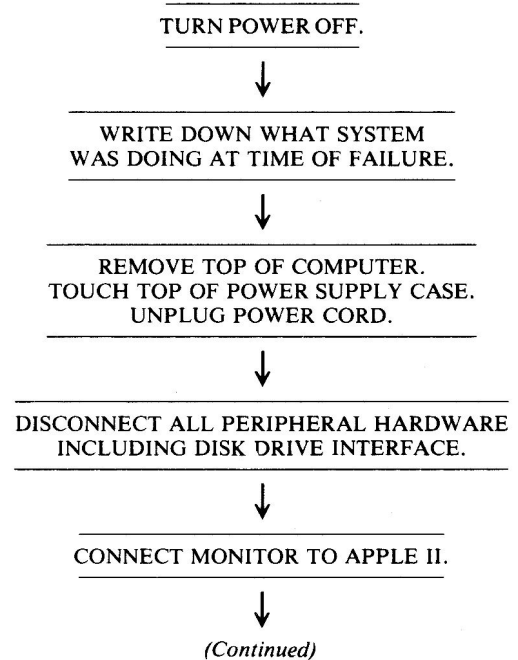 TURN POWER OFF.
WRITE DOWN WHAT SYSTEM
WAS DOING AT TIME OF FAILURE.
REMOVE TOP OF COMPUTER.
TOUCH TOP OF POWER SUPPLY CASE.
UNPLUG POWER CORD.
DISCONNECT ALL PERIPHERAL HARDWARE
INCLUDING DISK DRIVE INTERFACE.
CONNECT MONITOR TO APPLE II.
(Continued)